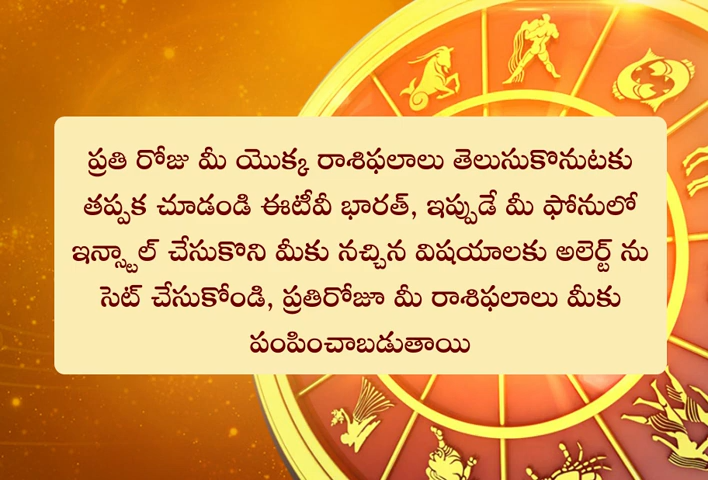 ప్రతి రోజు మీ యొక్క రాశిఫలాలు తెలుసుకొనుటకు
తప్పక చూడండి ఈటీవీ భారత్, ఇప్పుడే మీ ఫోనులో
ఇన్స్టాల్ చేసుకొని మీకు నచ్చిన విషయాలకు అలెర్ట్ ను
సెట్ చేసుకోండి, ప్రతిరోజూ మీ రాశిఫలాలు మీకు
పంపించాబడుతాయి